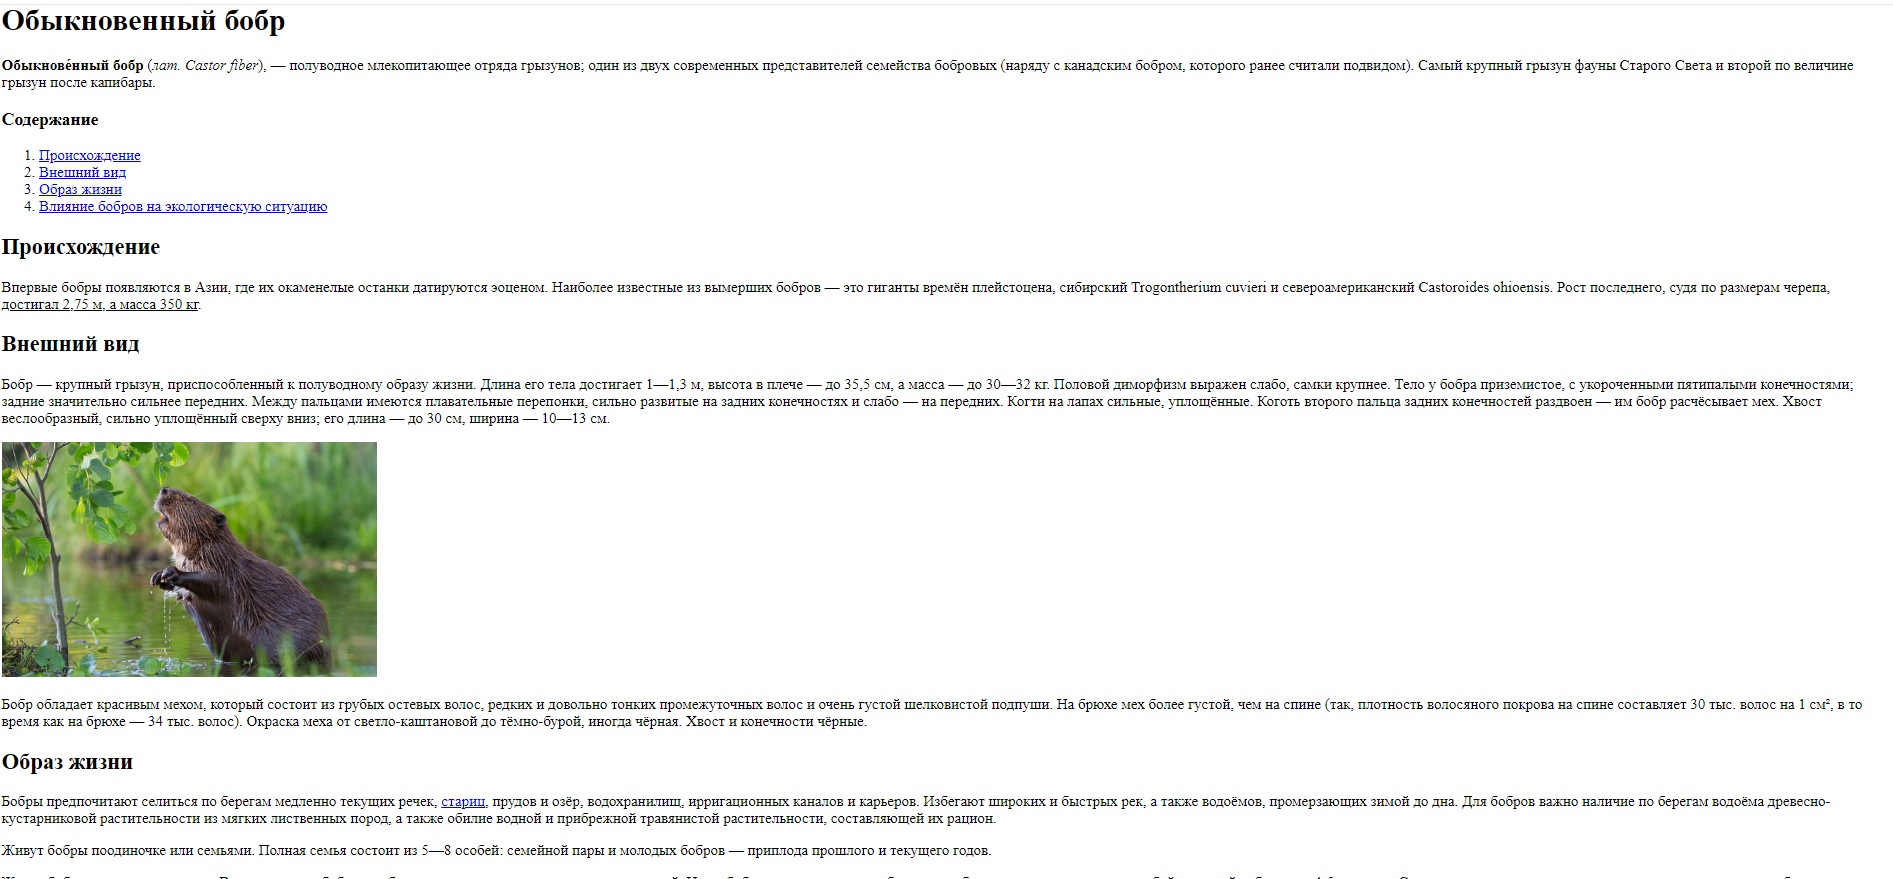 Обыкновенный бобр
Обыкнове́нный бобр (лат. Castor fiber), — полуводное млекопитающее отряда грызунов; один из двух современных представителей семейства бобровых (наряду с канадским бобром, которого ранее считали подвидом). Самый крупный грызун фауны Старого Света и второй по величине
грызун после капибары.
Содержание
1. Происхождение
2. Внешний вид
3. Образ жизни
4. Влияние бобров на экологическую ситуацию
Происхождение
Впервые бобры появляются в Азии, где их окаменелые останки датируются эоценом. Наиболее известные из вымерших бобров — это гиганты времён плейстоцена, сибирский Trogontherium cuvieri и североамериканский Castoroides ohioensis. Рост последнего, судя по размерам черепа,
достигал 2,75 м, а масса 350 кг.
Внешний вид
Бобр — крупный грызун, приспособленный к полуводному образу жизни. Длина его тела достигает 1—1,3 м, высота в плече — до 35,5 см, а масса — до 30—32 кг. Половой диморфизм выражен слабо, самки крупнее. Тело у бобра приземистое, с укороченными пятипалыми конечностями;
задние значительно сильнее передних. Между пальцами имеются плавательные перепонки, сильно развитые на задних конечностях и слабо — на передних. Когти на лапах сильные, уплощённые. Коготь второго пальца задних конечностей раздвоен — им бобр расчёсывает мех. Хвост
веслообразный, сильно уплощённый сверху вниз; его длина — до 30 см, ширина — 10—13 см.
Бобр обладает красивым мехом, который состоит из грубых остевых волос, редких и довольно тонких промежуточных волос и очень густой шелковистой подпуши. На брюхе мех более густой, чем на спине (так, плотность волосяного покрова на спине составляет 30 тыс. волос на 1 см², в то
время как на брюхе — 34 тыс. волос). Окраска меха от светло-каштановой до тёмно-бурой, иногда чёрная. Хвост и конечности чёрные.
Образ жизни
Бобры предпочитают селиться по берегам медленно текущих речек, стариц, прудов и озёр, водохранилищ, ирригационных каналов и карьеров. Избегают широких и быстрых рек, а также водоёмов, промерзающих зимой до дна. Для бобров важно наличие по берегам водоёма древесно-
кустарниковой растительности из мягких лиственных пород, а также обилие водной и прибрежной травянистой растительности, составляющей их рацион.
Живут бобры поодиночке или семьями. Полная семья состоит из 5—8 особей: семейной пары и молодых бобров — приплода прошлого и текущего годов.